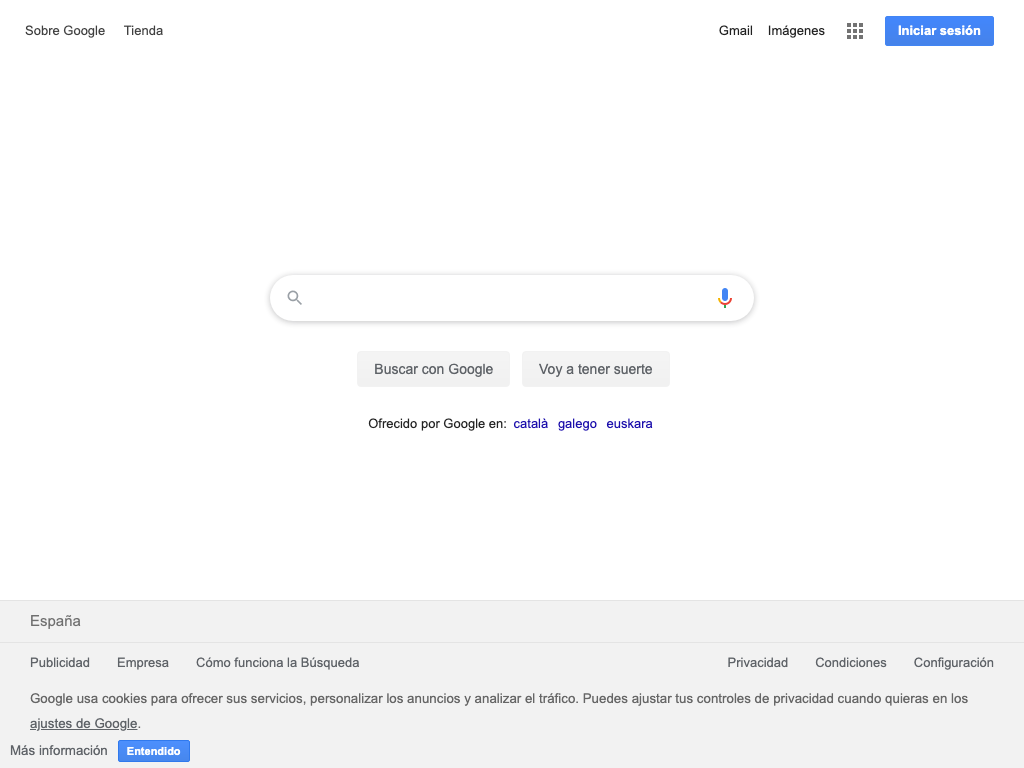 Sobre Google Tienda Gmail Imágenes Iniciar sesión
Buscar con Google Voy a tener suerte
Ofrecido por Google en: català galego euskara
España
Publicidad Empresa Cómo funciona la Búsqueda Privacidad Condiciones Configuración
Google usa cookies para ofrecer sus servicios, personalizar los anuncios y analizar el tráfico. Puedes ajustar tus controles de privacidad cuando quieras en los
ajustes de Google.
Más información Entendido